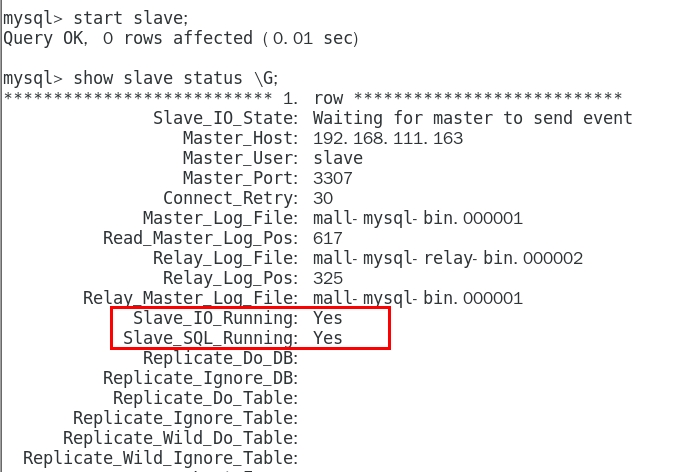 mysql> start slave;
Query OK, 0 rows affected (0.01 sec)
mysql> show slave status \G;
*************************** 1. row ***************************
Slave_IO_State: Waiting for master to send event
Master_Host: 192.168.111.163
Master_User: slave
Master_Port: 3307
Connect_Retry: 30
Master_Log_File: mall-mysql-bin.000001
Read_Master_Log_Pos: 617
Relay_Log_File: mall-mysql-relay-bin.000002
Relay_Log_Pos: 325
Relay_Master_Log_File: mall-mysql-bin.000001
Slave_IO_Running: Yes
Slave_SQL_Running: Yes
Replicate_Do_DB:
Replicate_Ignore_DB:
Replicate_Do_Table:
Replicate_Ignore_Table:
Replicate_Wild_Do_Table:
Replicate_Wild_Ignore_Table: